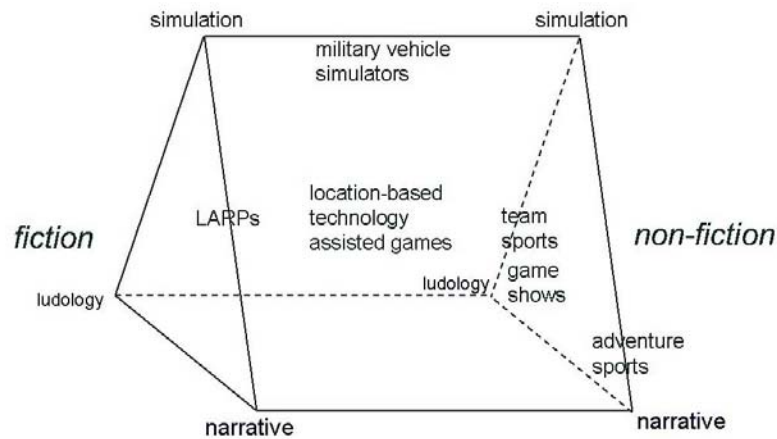 simulation
simulation
military vehicle
simulators
LARPs
location-based
technology
assisted games
team
sports
fiction
non-fiction
ludology
ludology
game
shows
adventure
sports
narrative
narrative